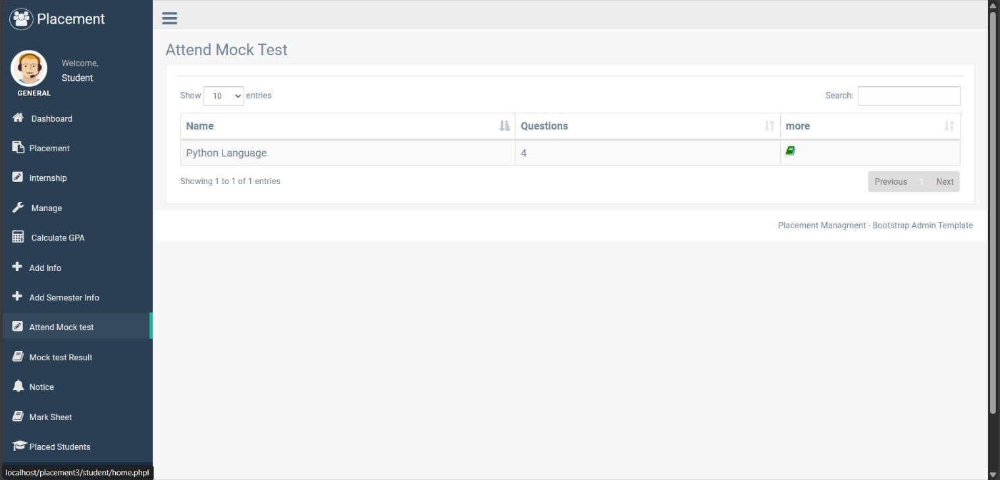 Placement
Welcome,
Student
GENERAL
Dashboard
Placement
Internship
Manage
Calculate GPA
Add Info
Add Semester Info
Attend Mock test
Mock test Result
Notice
Mark Sheet
Placed Students
localhost/placement3/student/home.phpl
Attend Mock Test
Show 10 entries Search:
Name Questions more
Python Language 4
Showing 1 to 1 of 1 entries Previous 1 Next
Placement Managment - Bootstrap Admin Template